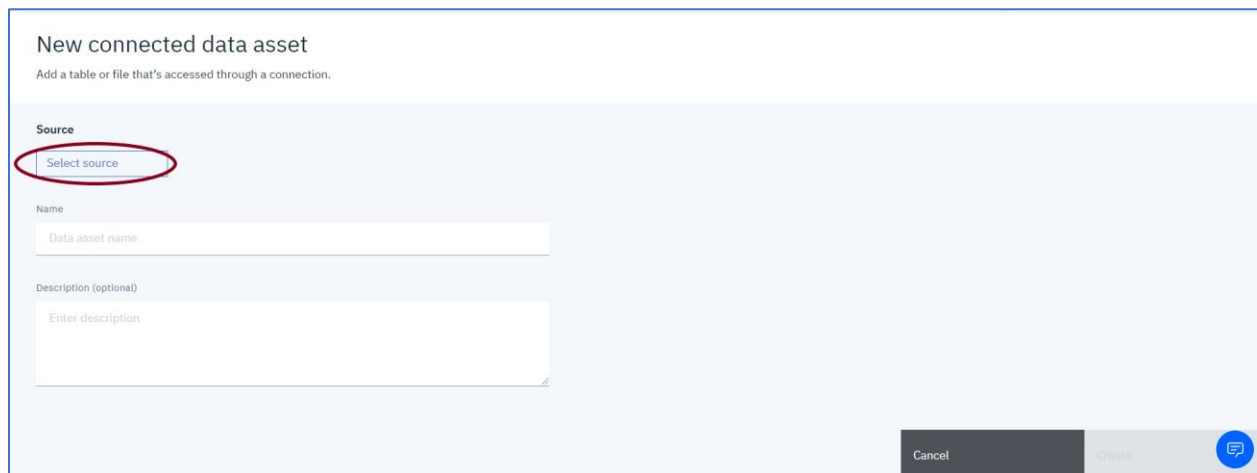 New connected data asset
Add a table or file that's accessed through a connection.
Source
Select source
Name
Data asset name
Description (optional)
Enter description
Cancel
Create